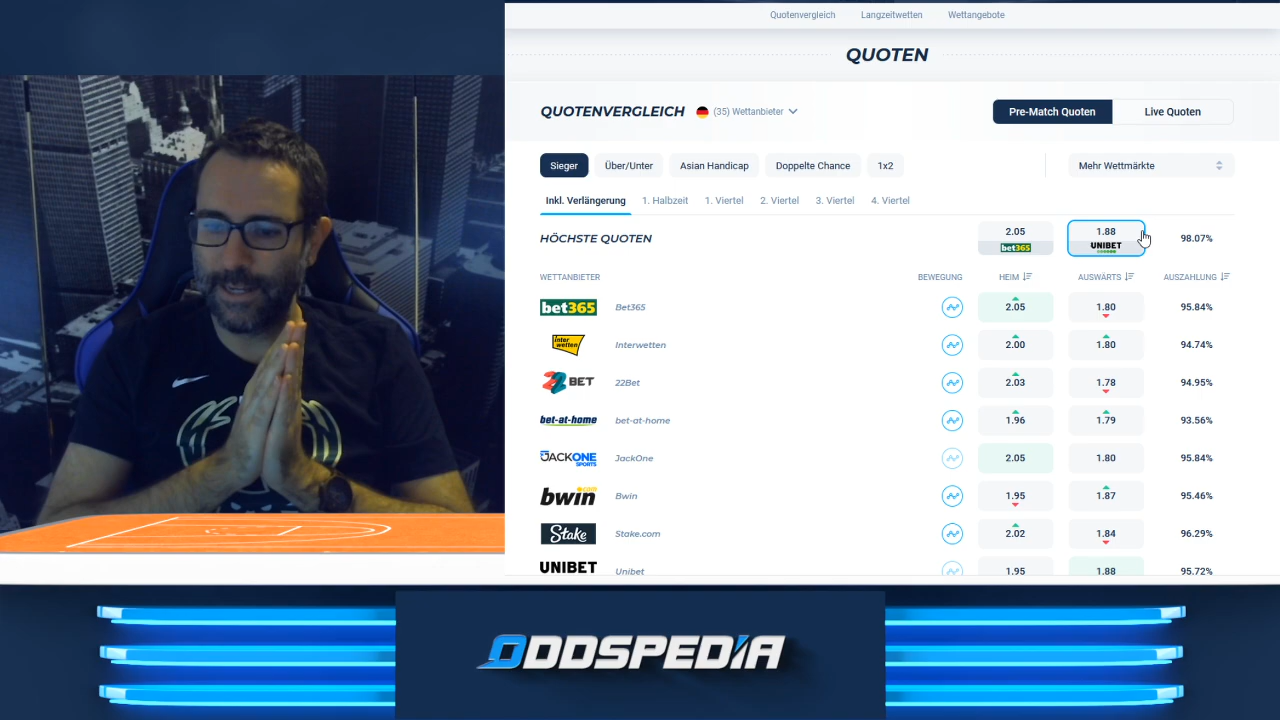 Quotenvergleich Langzeitwetten Wettangebote
QUOTEN
QUOTENVERGLEICH (35) Wettanbieter Pre-Match Quoten Live Quoten
Sieger Über/Unter Asian Handicap Doppelte Chance 1x2 Mehr Wettmärkte
Inkl. Verlängerung 1. Halbzeit 1. Viertel 2. Viertel 3. Viertel 4. Viertel
HÖCHSTE QUOTEN 2.05 bet365 1.88 UNIBET 98.07%
WETTANBIETER BEWEGUNG HEIM AUSWÄRTS AUSZAHLUNG
bet365 Bet365 2.05 1.80 95.84%
inter wetten Interwetten 2.00 1.80 94.74%
22BET 22Bet 2.03 1.78 94.95%
bet-at-home bet-at-home 1.96 1.79 93.56%
JACKONE SPORTS JackOne 2.05 1.80 95.84%
bwin.com Bwin 1.95 1.87 95.46%
Stake Stake.com 2.02 1.84 96.29%
UNIBET Unibet 1.95 1.88 95.72%
ODDSPEDIA